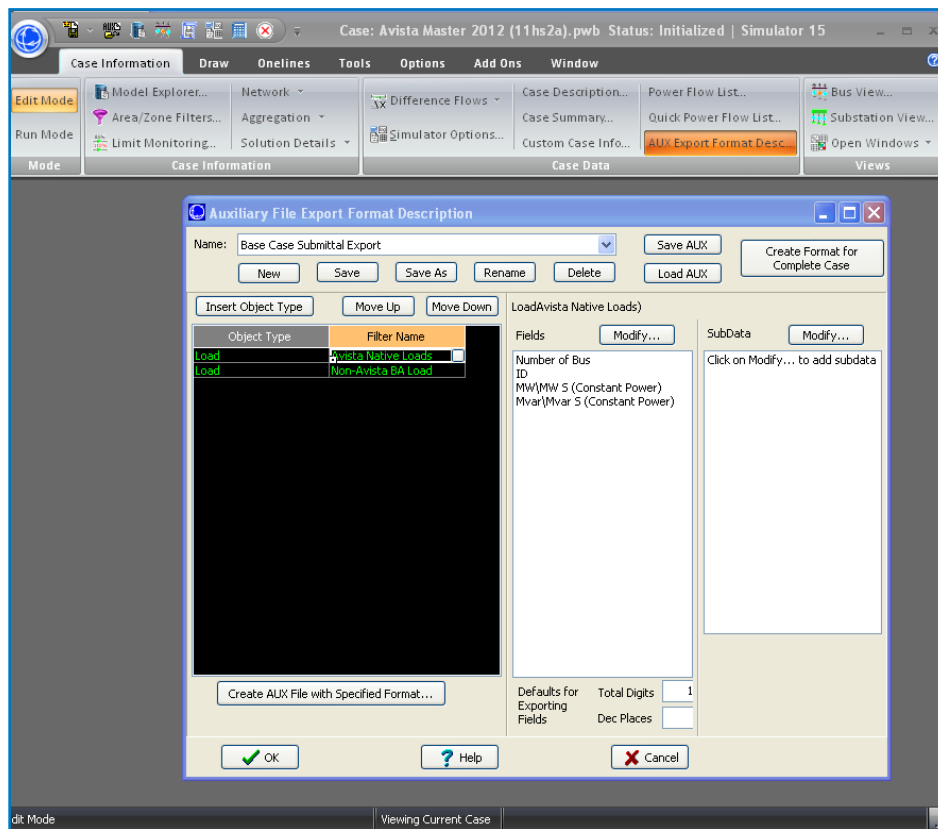 Case: Avista Master 2012 (11hs2a).pwb Status: Initialized | Simulator 15
Case Information Draw Onelines Tools Options Add Ons Window
Edit Mode
Run Mode
Mode
Model Explorer...
Area/Zone Filters...
Limit Monitoring...
Network
Aggregation
Solution Details
Case Information
Difference Flows
Simulator Options...
Case Description...
Case Summary...
Custom Case Info...
Power Flow List...
Quick Power Flow List...
AUX Export Format Desc...
Case Data
Bus View...
Substation View...
Open Windows
Views
Auxiliary File Export Format Description
Name: Base Case Submittal Export
Save AUX
Create Format for
Complete Case
New Save Save As Rename Delete Load AUX
Insert Object Type Move Up Move Down
Object Type Filter Name
Load Avista Native Loads
Load Non-Avista BA Load
Create AUX File with Specified Format...
LoadAvista Native Loads)
Fields Modify...
Number of Bus
ID
MW\MW S (Constant Power)
Mvar\Mvar S (Constant Power)
SubData Modify...
Click on Modify... to add subdata
Defaults for
Exporting
Fields
Total Digits 1
Dec Places
OK Help Cancel
dit Mode Viewing Current Case